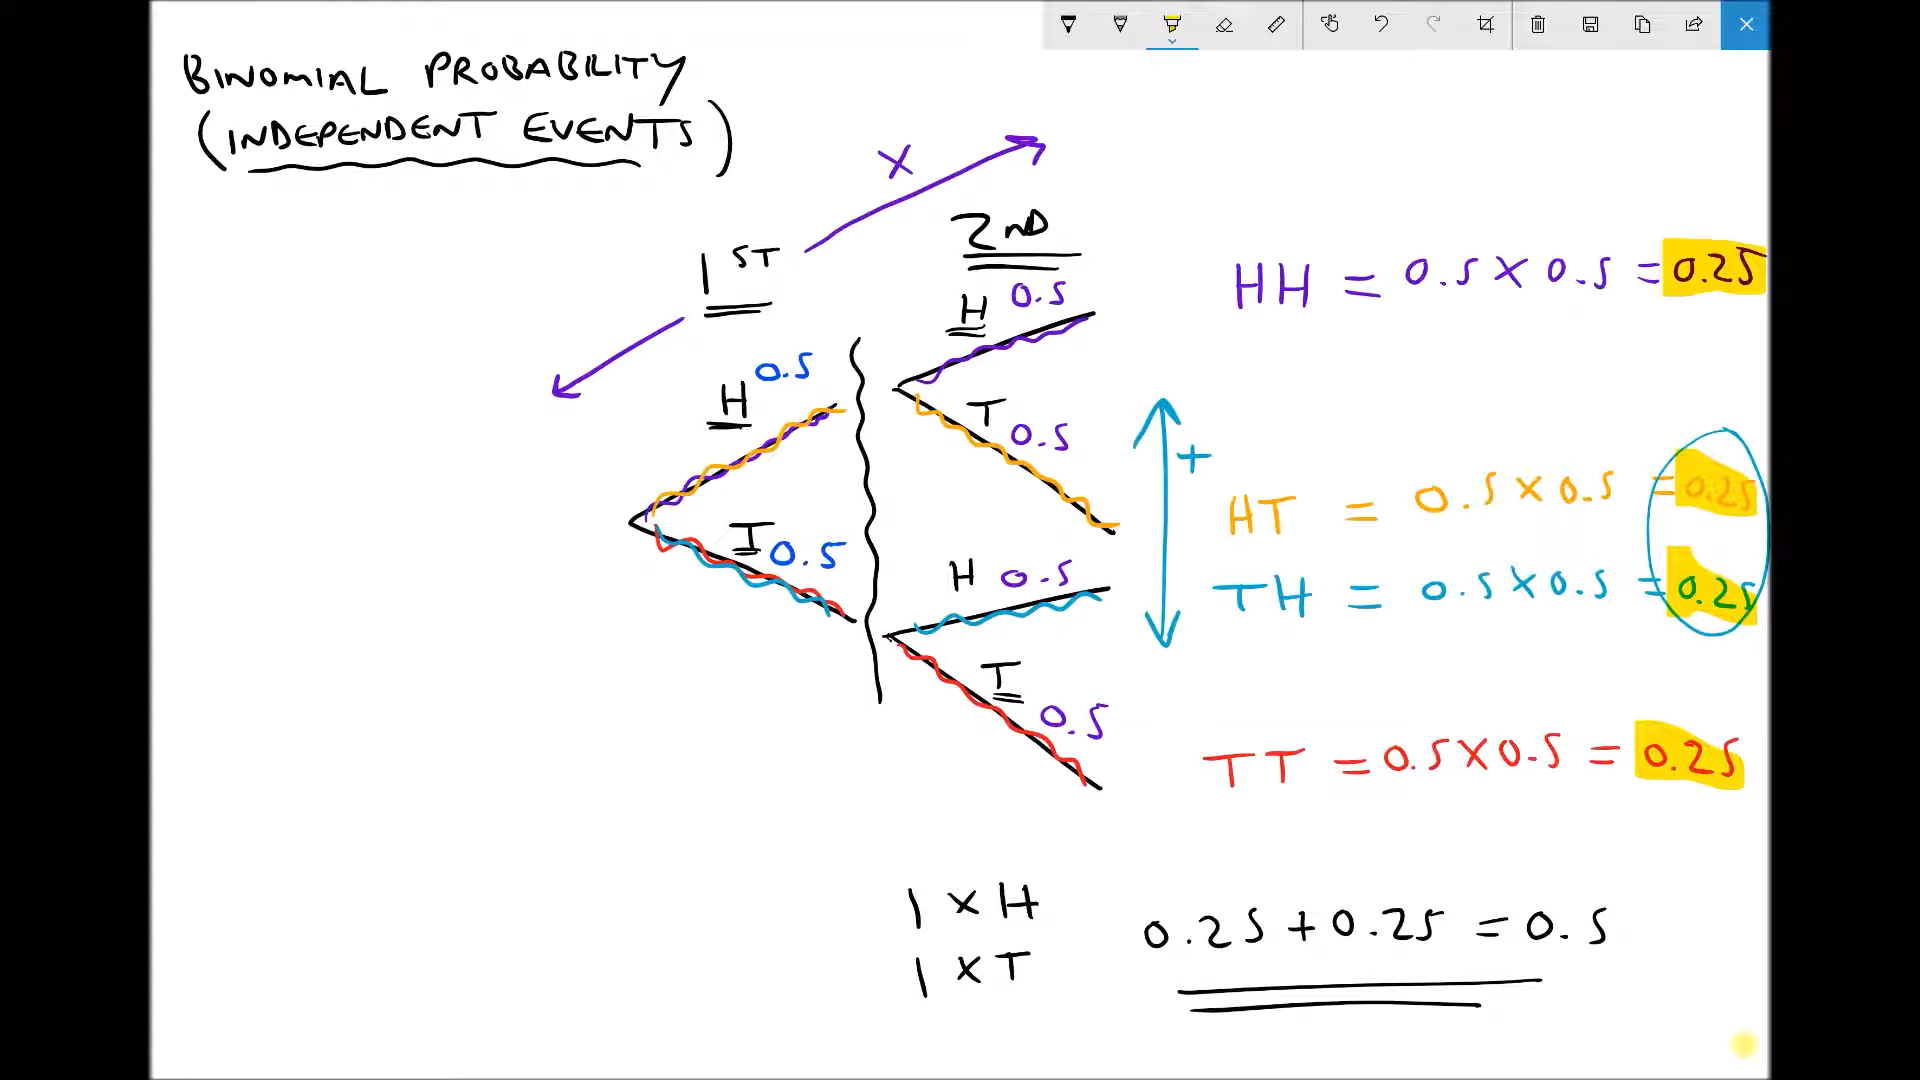 BINOMIAL PROBABILITY
(INDEPENDENT EVENTS)
X
1ST
2ND
H 0.5
T 0.5
H 0.5
T 0.5
H 0.5
T 0.5
+
HH = 0.5 X 0.5 = 0.25
HT = 0.5 X 0.5 = 0.25
TH = 0.5 X 0.5 = 0.25
TT = 0.5 X 0.5 = 0.25
1 X H
1 X T
0.25 + 0.25 = 0.5